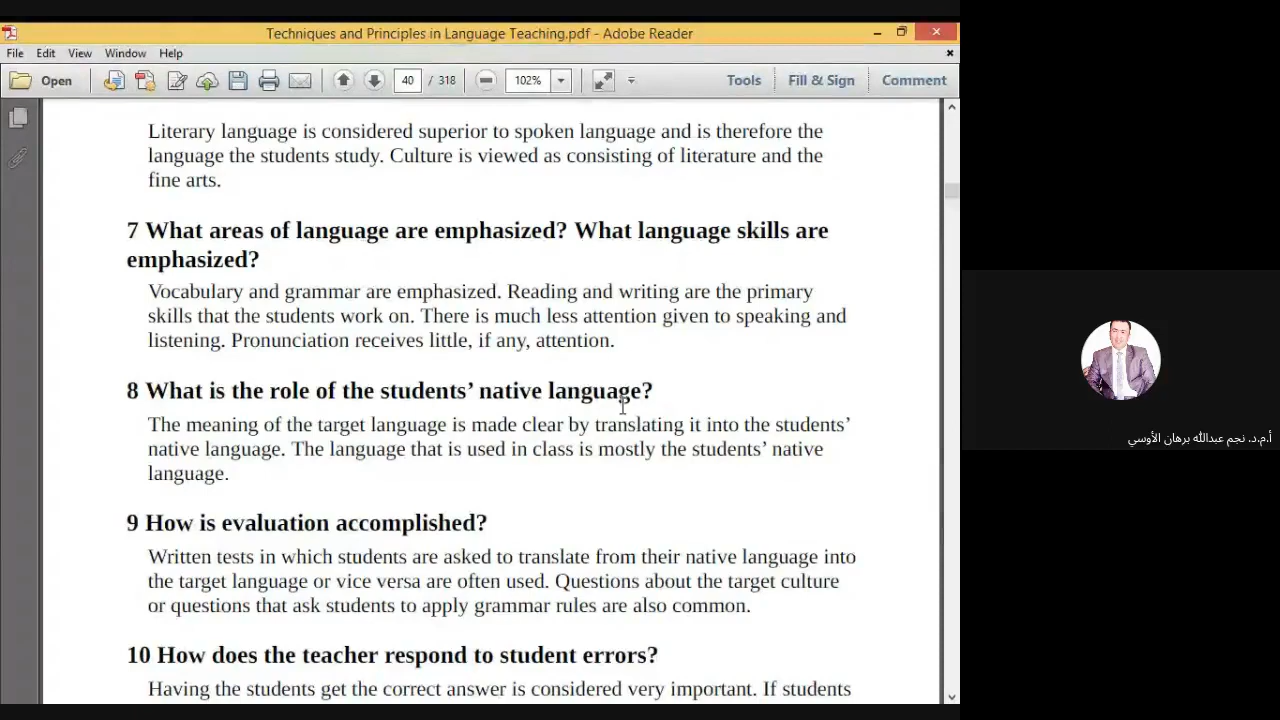 Techniques and Principles in Language Teaching.pdf - Adobe Reader
File Edit View Window Help
Open 40 / 318 102% Tools Fill & Sign Comment
Literary language is considered superior to spoken language and is therefore the
language the students study. Culture is viewed as consisting of literature and the
fine arts.
7 What areas of language are emphasized? What language skills are
emphasized?
Vocabulary and grammar are emphasized. Reading and writing are the primary
skills that the students work on. There is much less attention given to speaking and
listening. Pronunciation receives little, if any, attention.
8 What is the role of the students’ native language?
The meaning of the target language is made clear by translating it into the students’
native language. The language that is used in class is mostly the students’ native
language.
9 How is evaluation accomplished?
Written tests in which students are asked to translate from their native language into
the target language or vice versa are often used. Questions about the target culture
or questions that ask students to apply grammar rules are also common.
10 How does the teacher respond to student errors?
Having the students get the correct answer is considered very important. If students
أ.م.د. نجم عبدالله برهان الأوسي